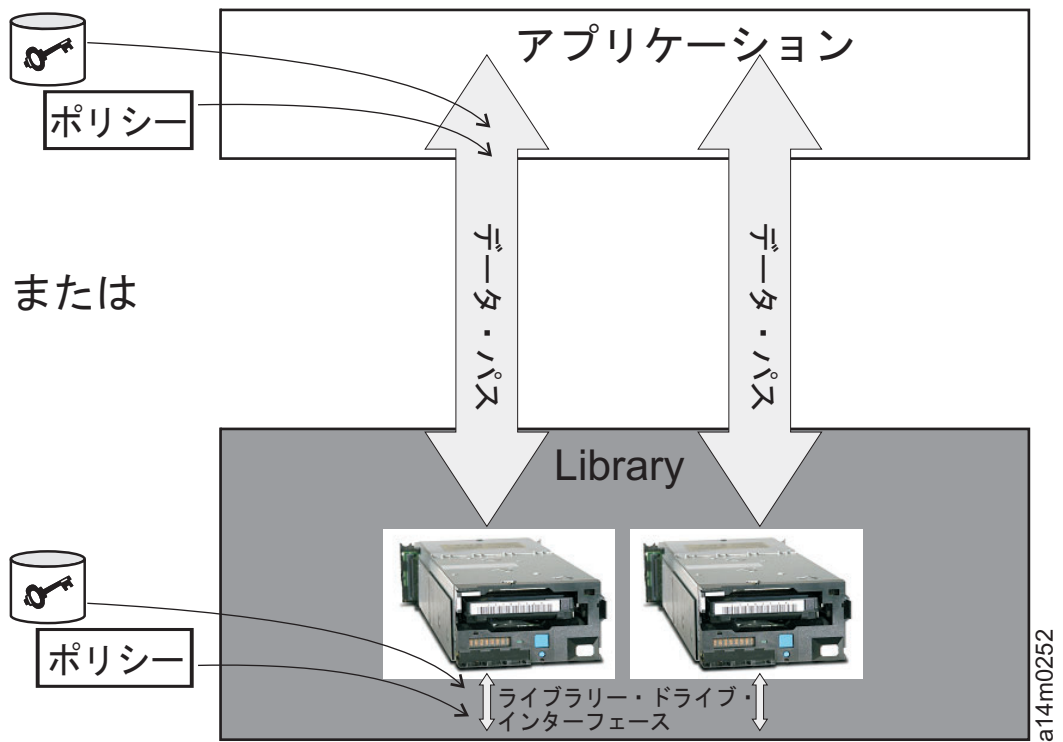 アプリケーション
ポリシー
データ・パス
データ・パス
または
Library
ポリシー
ライブラリー・ドライブ・
インターフェース
a14m0252